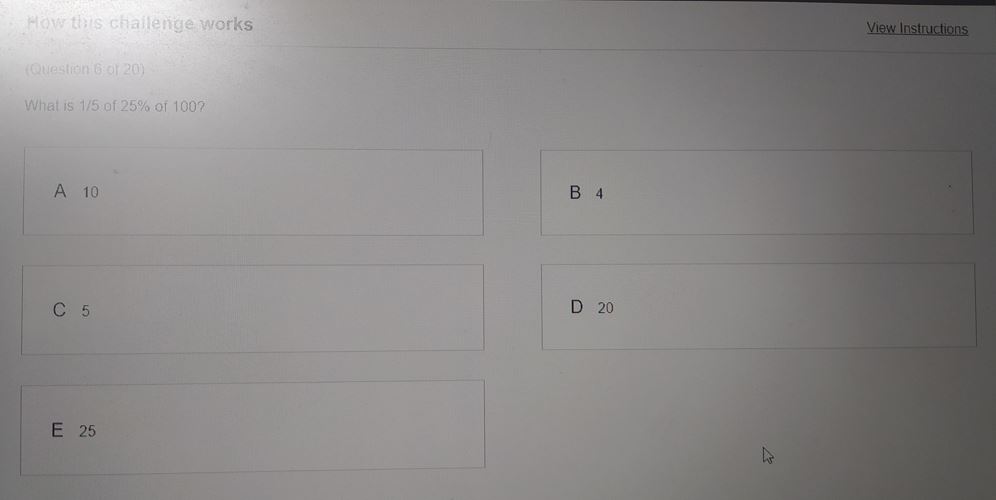 How this challenge works
View Instructions
(Question 6 of 20)
What is 1/5 of 25% of 100?
A 10
B 4
C 5
D 20
E 25